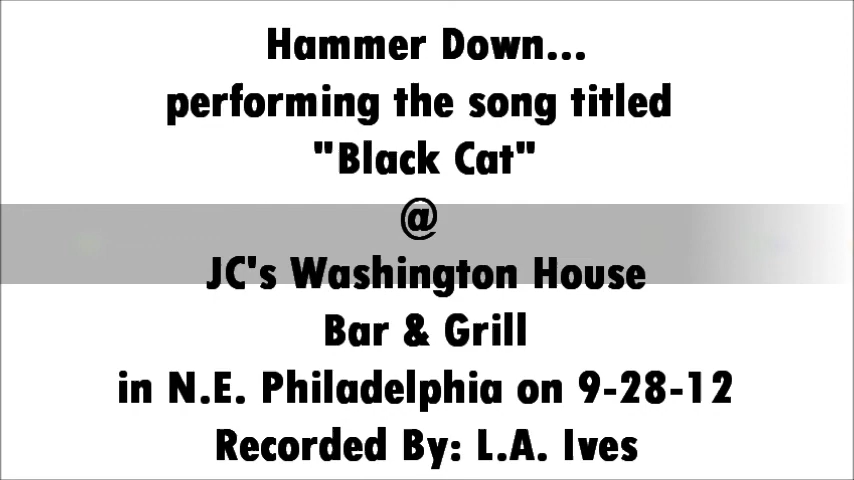 Hammer Down...
performing the song titled
"Black Cat"
@
JC's Washington House
Bar & Grill
in N.E. Philadelphia on 9-28-12
Recorded By: L.A. Ives